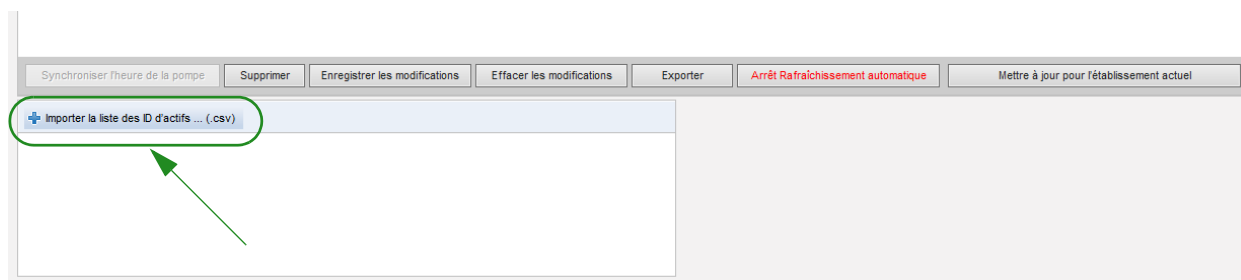 Synchroniser l'heure de la pompe Supprimer Enregistrer les modifications Effacer les modifications Exporter Arrêt Rafraîchissement automatique Mettre à jour pour l'établissement actuel
Importer la liste des ID d'actifs ... (.csv)